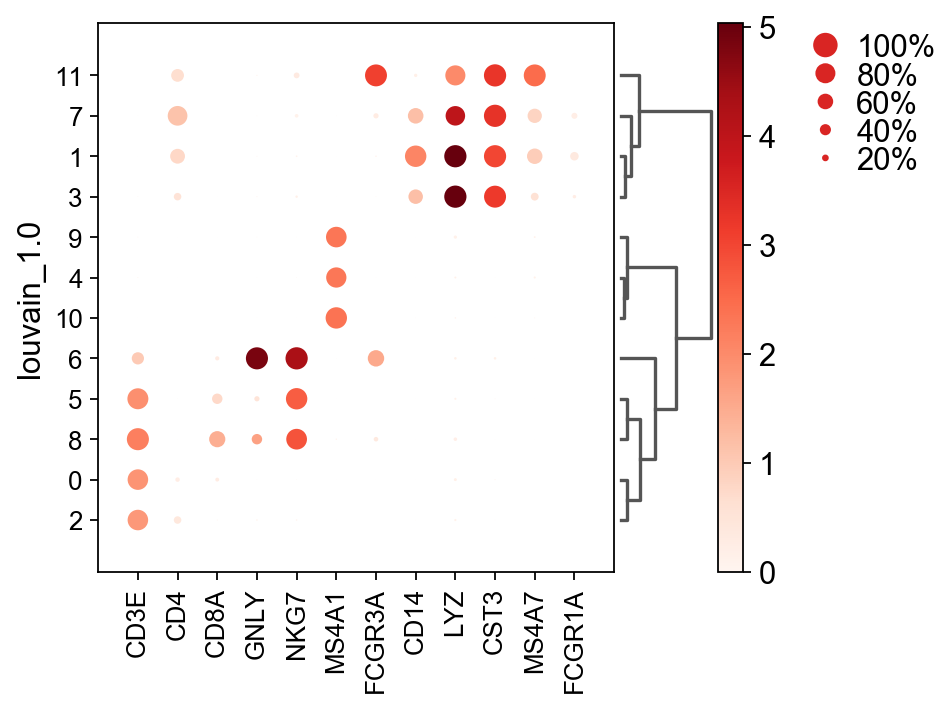 louvain_1.0
11
7
1
3
9
4
10
6
5
8
0
2
CD3E
CD4
CD8A
GNLY
NKG7
MS4A1
FCGR3A
CD14
LYZ
CST3
MS4A7
FCGR1A
5
4
3
2
1
0
100%
80%
60%
40%
20%